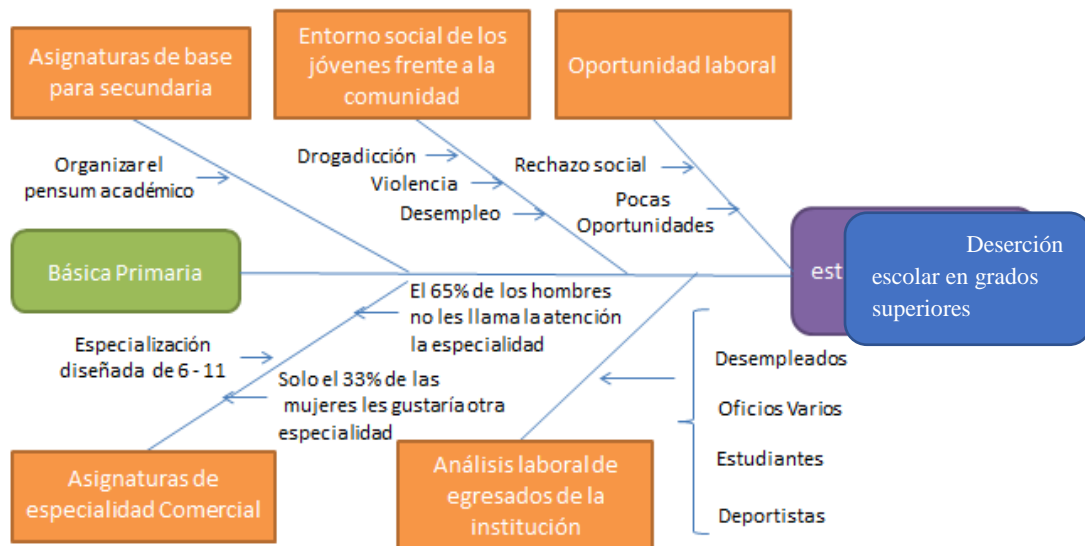 Asignaturas de base
para secundaria
Entorno social de los
jóvenes frente a la
comunidad
Oportunidad laboral
Organizar el
pensum académico
Drogadicción
Violencia
Desempleo
Rechazo social
Pocas
Oportunidades
Básica Primaria
est
Deserción
escolar en grados
superiores
El 65% de los hombres
no les llama la atención
la especialidad
Especialización
diseñada de 6 - 11
Solo el 33% de las
mujeres les gustaría otra
especialidad
Desempleados
Oficios Varios
Estudiantes
Deportistas
Asignaturas de
especialidad Comercial
Análisis laboral de
egresados de la
institución